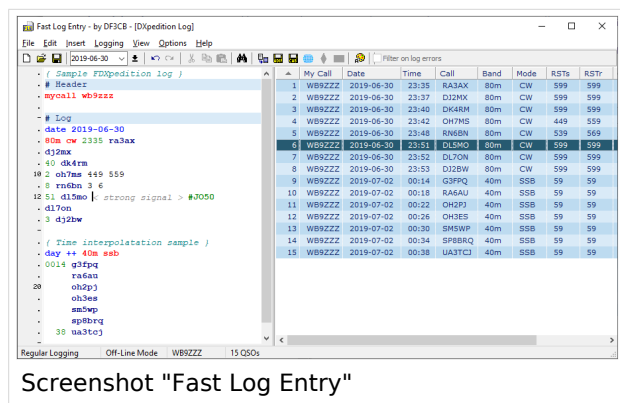 Fast Log Entry - by DF3CB - [DXpedition Log]
File Edit Insert Logging View Options Help
2019-06-30 Filter on log errors
{ Sample FDXpedition log }
# Header
mycall wb9zzz
# Log
date 2019-06-30
80m cw 2335 ra3ax
dj2mx
40 dk4rm
10 2 oh7ms 449 559
8 rn6bn 3 6
12 51 dl5mo < strong signal > #JO50
dl7on
3 dj2bw
{ Time interpolatation sample }
day ++ 40m ssb
0014 g3fpq
ra6au
20 oh2pj
oh3es
sm5wp
sp8brq
38 ua3tcj
My Call Date Time Call Band Mode RSTs RSTr
1 WB9ZZZ 2019-06-30 23:35 RA3AX 80m CW 599 599
2 WB9ZZZ 2019-06-30 23:37 DJ2MX 80m CW 599 599
3 WB9ZZZ 2019-06-30 23:40 DK4RM 80m CW 599 599
4 WB9ZZZ 2019-06-30 23:42 OH7MS 80m CW 449 559
5 WB9ZZZ 2019-06-30 23:48 RN6BN 80m CW 539 569
6 WB9ZZZ 2019-06-30 23:51 DL5MO 80m CW 599 599
7 WB9ZZZ 2019-06-30 23:52 DL7ON 80m CW 599 599
8 WB9ZZZ 2019-06-30 23:53 DJ2BW 80m CW 599 599
9 WB9ZZZ 2019-07-02 00:14 G3FPQ 40m SSB 59 59
10 WB9ZZZ 2019-07-02 00:18 RA6AU 40m SSB 59 59
11 WB9ZZZ 2019-07-02 00:22 OH2PJ 40m SSB 59 59
12 WB9ZZZ 2019-07-02 00:26 OH3ES 40m SSB 59 59
13 WB9ZZZ 2019-07-02 00:30 SM5WP 40m SSB 59 59
14 WB9ZZZ 2019-07-02 00:34 SP8BRQ 40m SSB 59 59
15 WB9ZZZ 2019-07-02 00:38 UA3TCJ 40m SSB 59 59
Regular Logging Off-Line Mode WB9ZZZ 15 QSOs
Screenshot "Fast Log Entry"